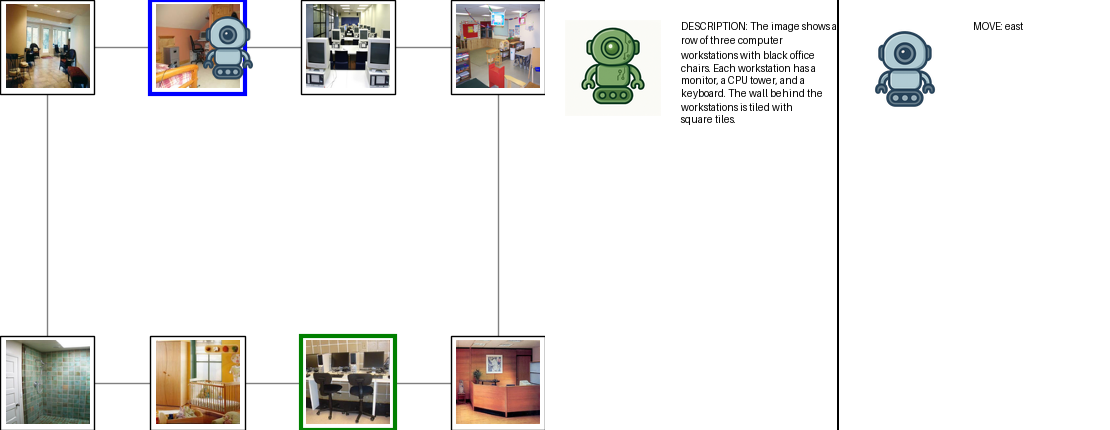 DESCRIPTION: The image shows a
row of three computer
workstations with black office
chairs. Each workstation has a
monitor, a CPU tower, and a
keyboard. The wall behind the
workstations is tiled with
square tiles.
MOVE: east